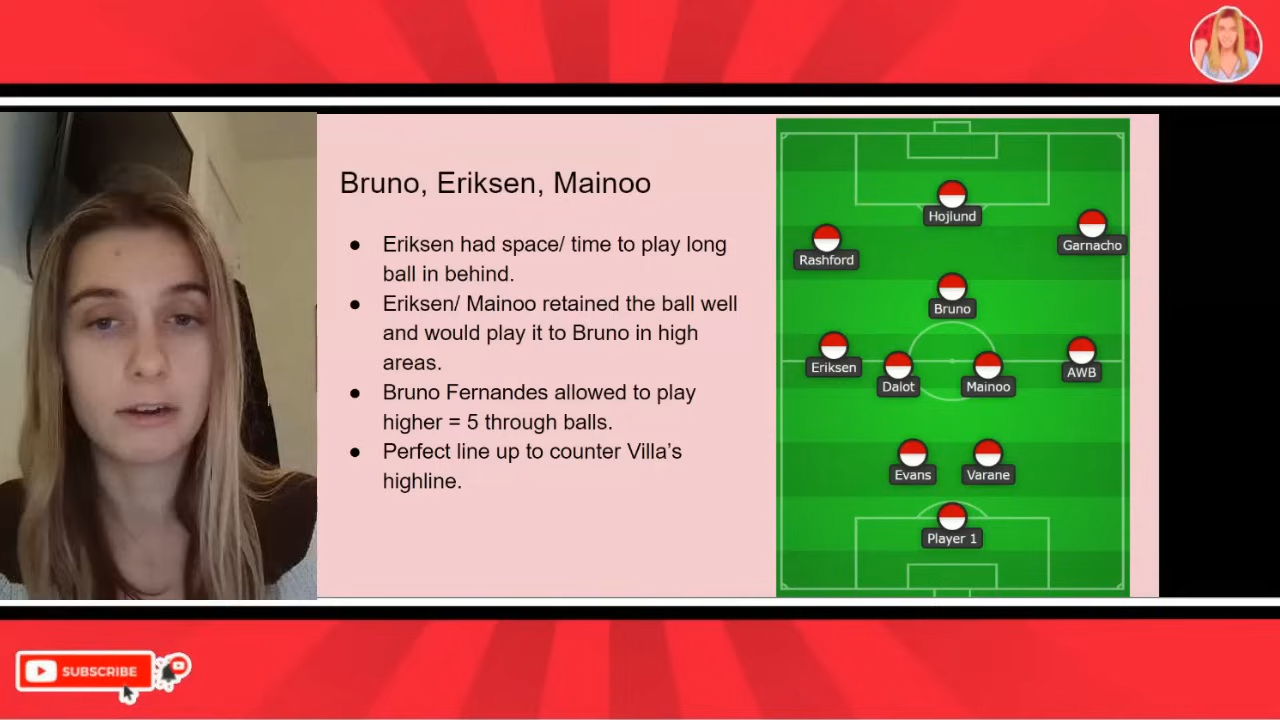 Bruno, Eriksen, Mainoo
● Eriksen had space/ time to play long
ball in behind.
● Eriksen/ Mainoo retained the ball well
and would play it to Bruno in high
areas.
● Bruno Fernandes allowed to play
higher = 5 through balls.
● Perfect line up to counter Villa's
highline.
Hojlund
Garnacho
Rashford
Bruno
Eriksen
Dalot
Mainoo
AWB
Evans
Varane
Player 1
SUBSCRIBE